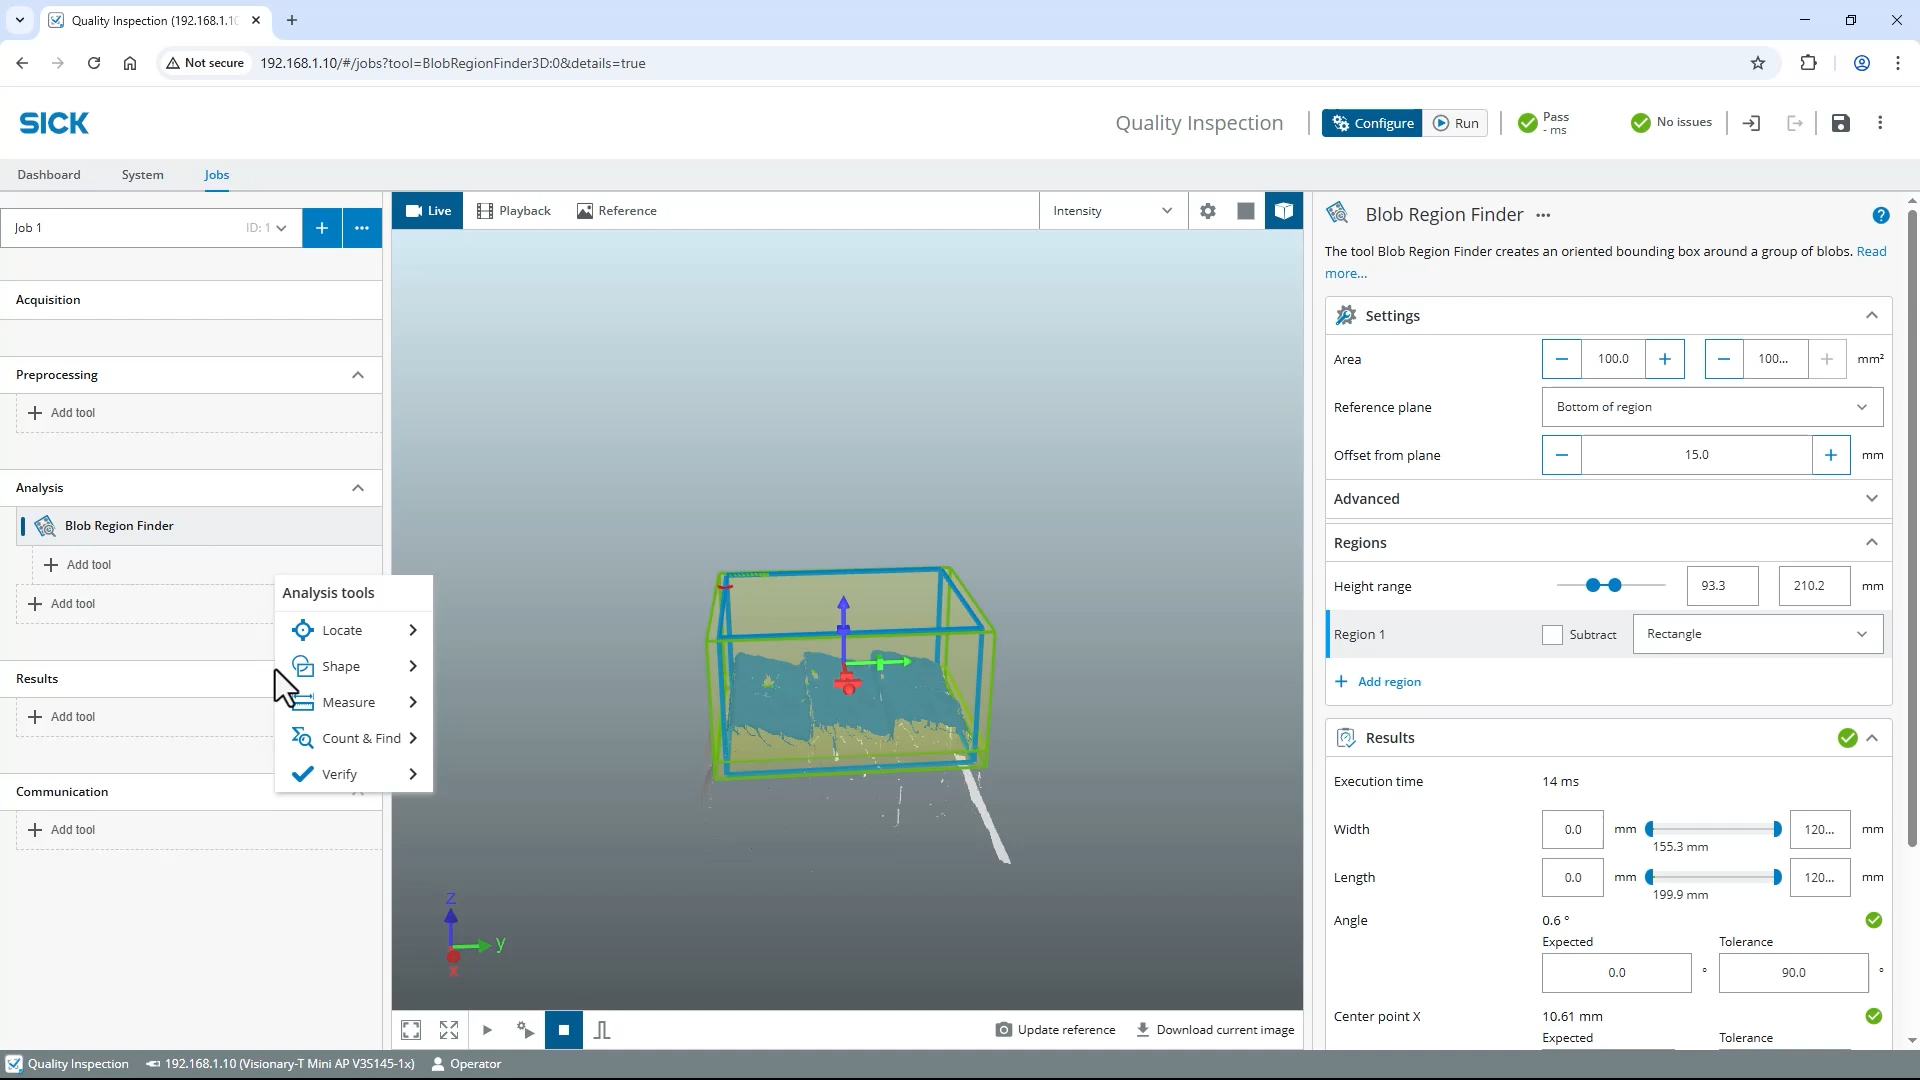 Quality Inspection (192.168.1.10
Not secure
192.168.1.10/#/jobs?tool=BlobRegionFinder3D:0&details=true
SICK
Quality Inspection
Configure
Run
Pass
- ms
No issues
Dashboard
System
Jobs
Job 1
ID: 1
Acquisition
Preprocessing
Add tool
Analysis
Blob Region Finder
Add tool
Add tool
Results
Add tool
Communication
Add tool
Analysis tools
Locate
Shape
Measure
Count & Find
Verify
Live
Playback
Reference
Intensity
z
y
x
Update reference
Download current image
Blob Region Finder
The tool Blob Region Finder creates an oriented bounding box around a group of blobs. Read
more...
Settings
Area
100.0
100...
mm²
Reference plane
Bottom of region
Offset from plane
15.0
mm
Advanced
Regions
Height range
93.3
210.2
mm
Region 1
Subtract
Rectangle
Add region
Results
Execution time
14 ms
Width
0.0
mm
155.3 mm
120...
mm
Length
0.0
mm
199.9 mm
120...
mm
Angle
0.6 °
Expected
Tolerance
0.0
°
90.0
°
Center point X
10.61 mm
Expected
Tolerance
Quality Inspection
192.168.1.10 (Visionary-T Mini AP V3S145-1x)
Operator